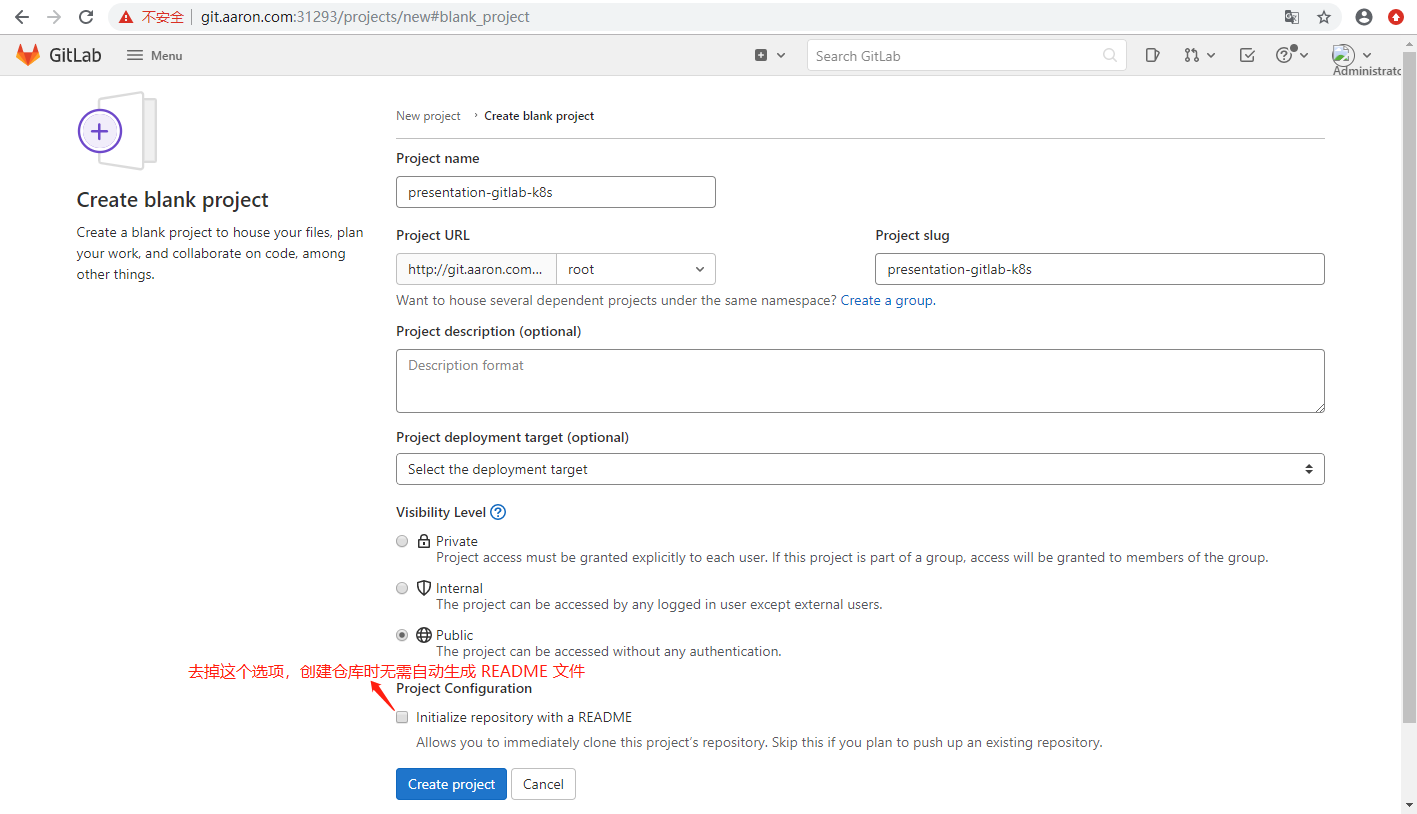 不安全 | git.aaron.com:31293/projects/new#blank_project
GitLab Menu Search GitLab
Administrato
New project › Create blank project
Create blank project
Create a blank project to house your files, plan
your work, and collaborate on code, among
other things.
Project name
presentation-gitlab-k8s
Project URL Project slug
http://git.aaron.com... root presentation-gitlab-k8s
Want to house several dependent projects under the same namespace? Create a group.
Project description (optional)
Description format
Project deployment target (optional)
Select the deployment target
Visibility Level
Private
Project access must be granted explicitly to each user. If this project is part of a group, access will be granted to members of the group.
Internal
The project can be accessed by any logged in user except external users.
Public
The project can be accessed without any authentication.
去掉这个选项，创建仓库时无需自动生成 README 文件
Project Configuration
Initialize repository with a README
Allows you to immediately clone this project’s repository. Skip this if you plan to push up an existing repository.
Create project Cancel